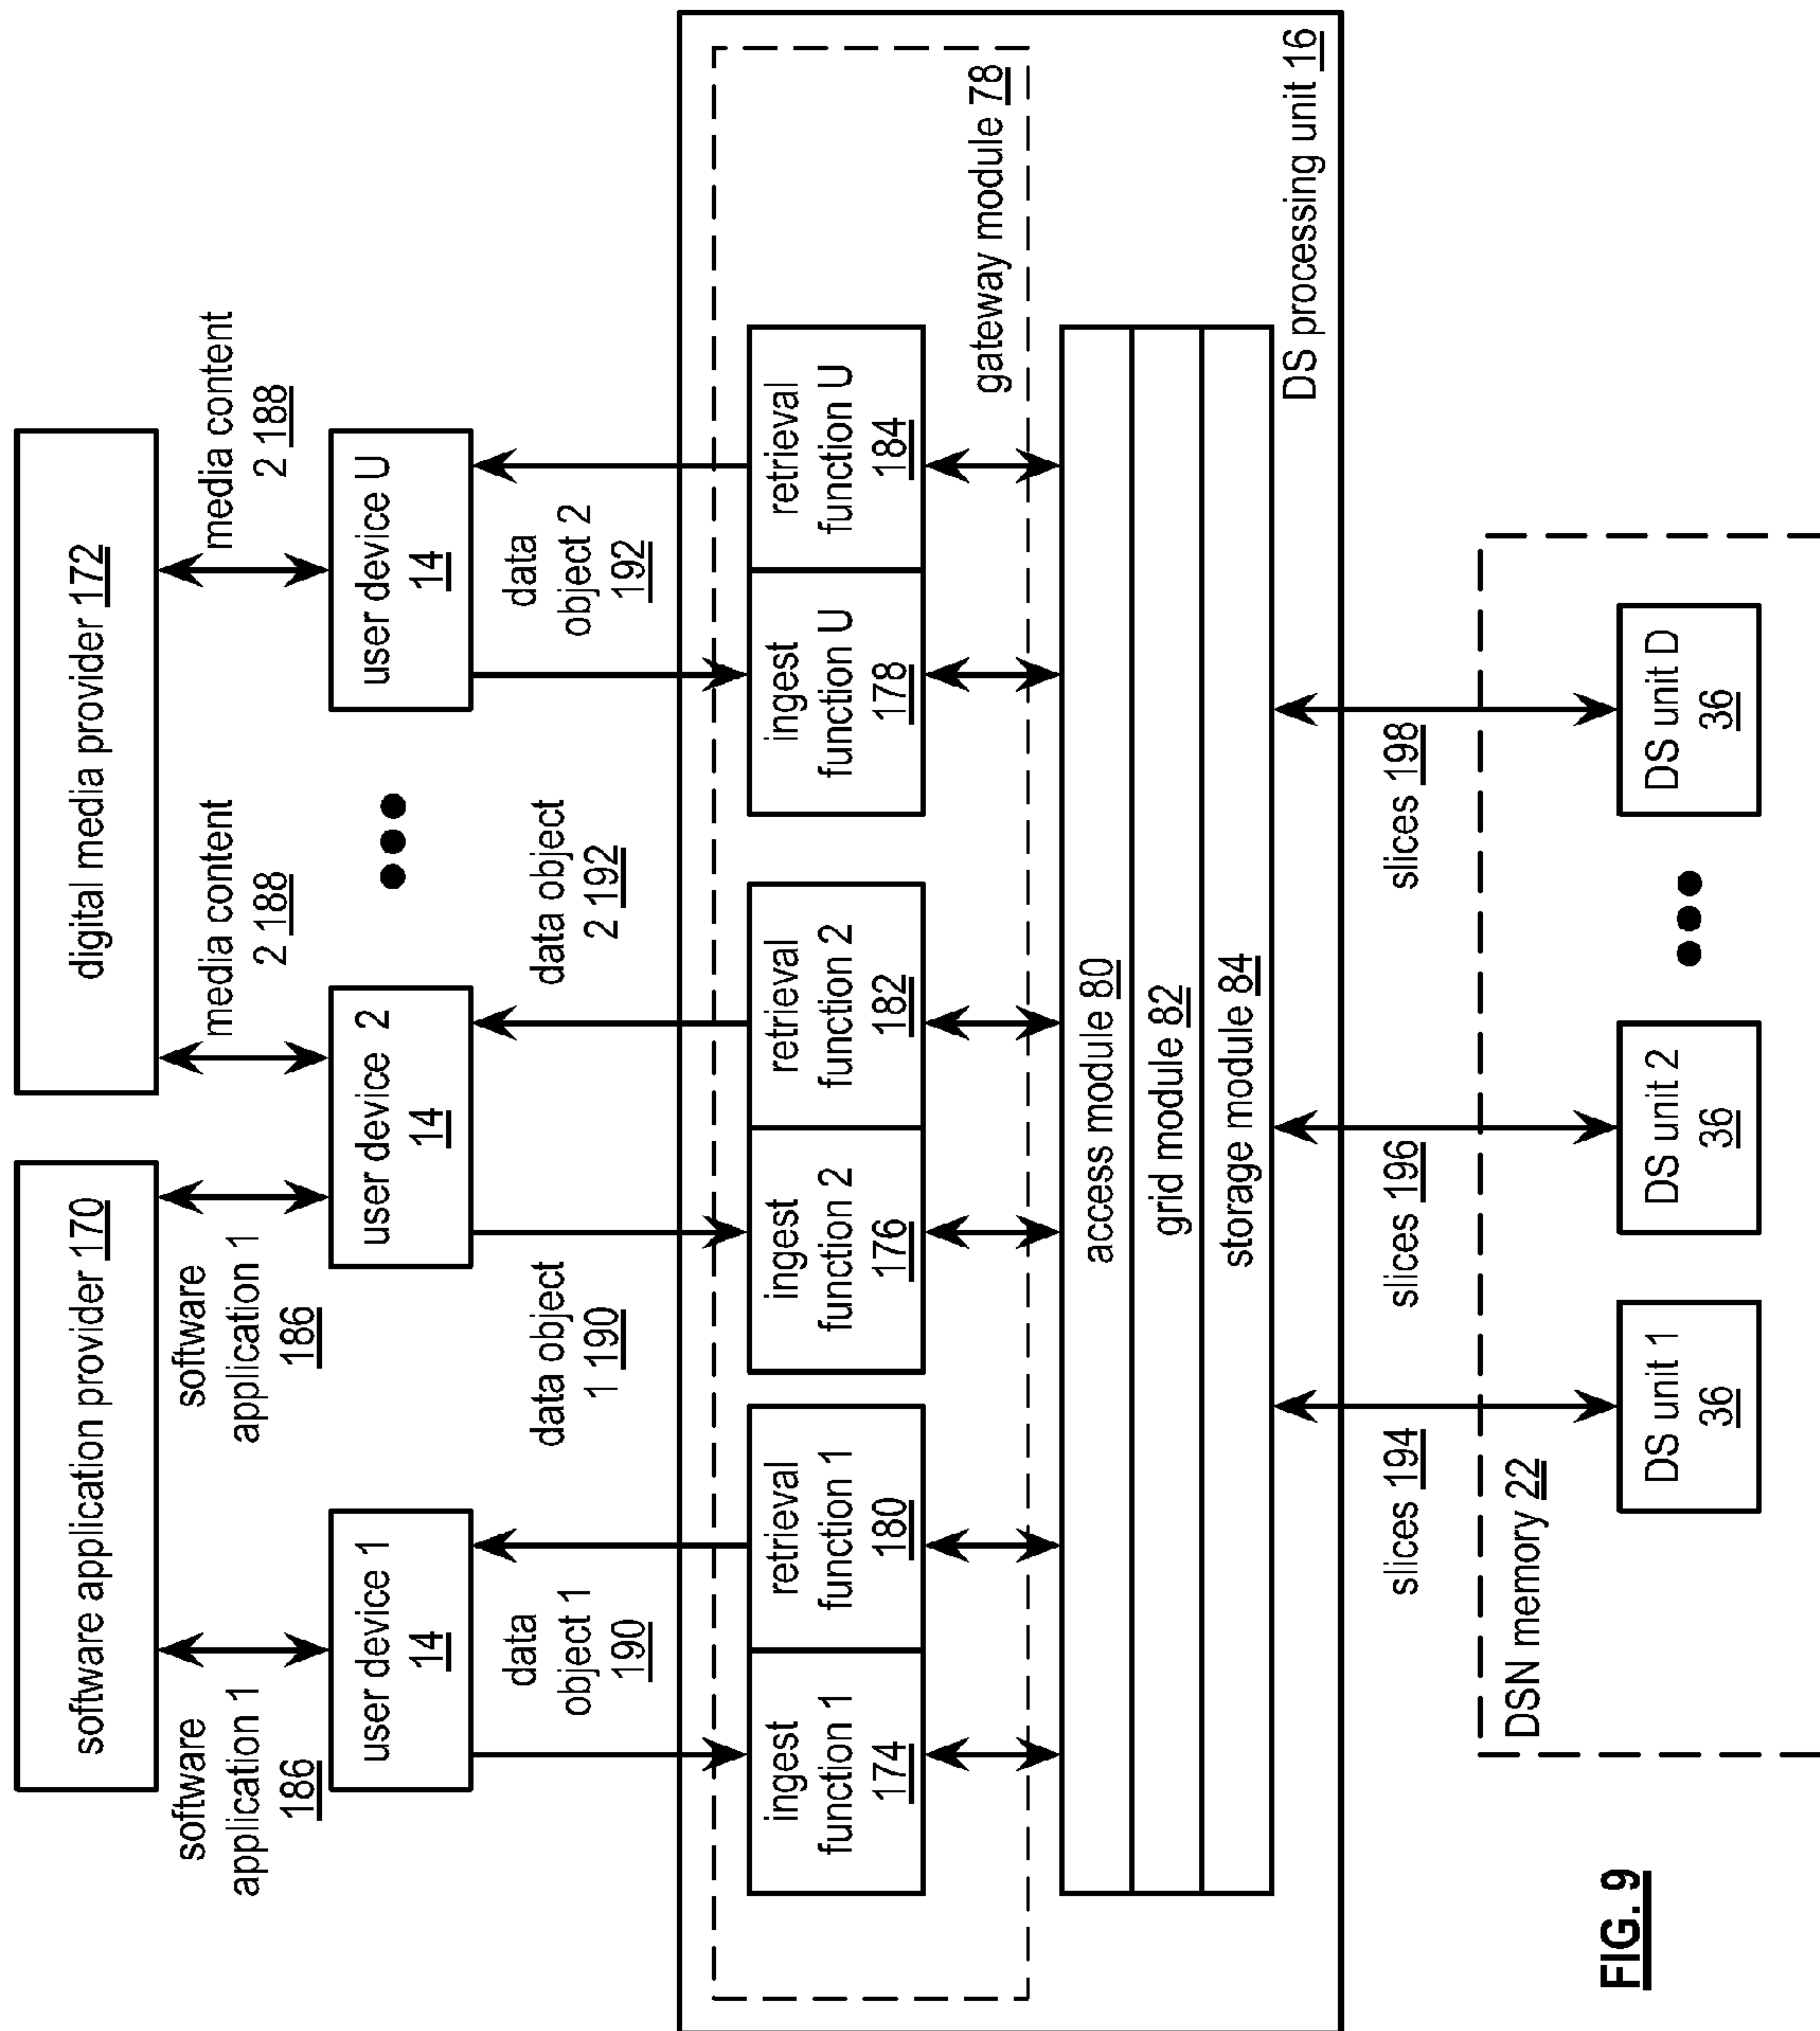 software application provider 170
digital media provider 172
software
application 1
186
software
application 1
186
media content
2 188
media content
2 188
user device 1
14
user device 2
14
user device U
14
data
object 1
190
data object
1 190
data object
2 192
data
object 2
192
ingest
function 1
174
retrieval
function 1
180
ingest
function 2
176
retrieval
function 2
182
ingest
function U
178
retrieval
function U
184
gateway module 78
access module 80
grid module 82
storage module 84
DS processing unit 16
slices 194
slices 196
slices 198
DSN memory 22
DS unit 1
36
DS unit 2
36
DS unit D
36
FIG. 9